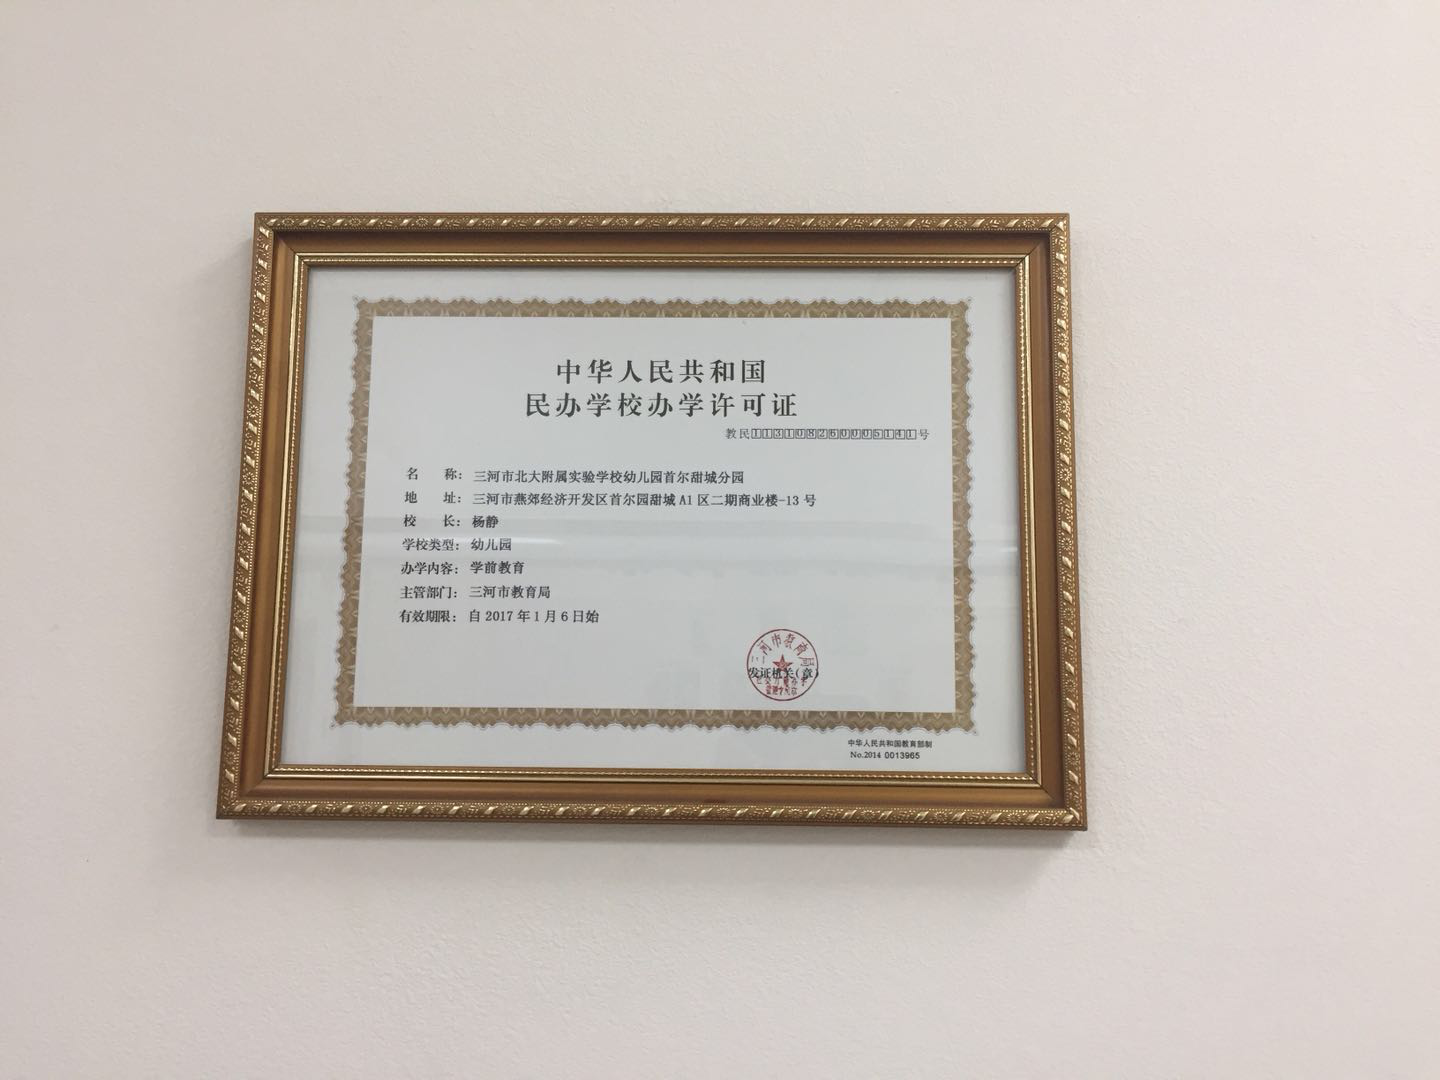 中华人民共和国
民办学校办学许可证
教民113108260005141号
名 称：三河市北大附属实验学校幼儿园首尔甜城分园
地 址：三河市燕郊经济开发区首尔园甜城A1区二期商业楼-13号
校 长：杨静
学校类型：幼儿园
办学内容：学前教育
主管部门：三河市教育局
有效期限：自2017年1月6日始
三河市教育局
发证机关（章）
中华人民共和国教育部制
No.2014 0013965